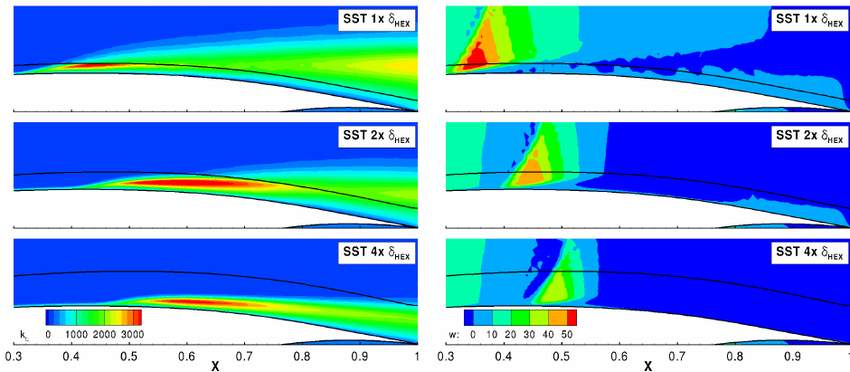 SST 1x δHEX
SST 1x δHEX
SST 2x δHEX
SST 2x δHEX
SST 4x δHEX
SST 4x δHEX
0 1000 2000 3000
w: 0 10 20 30 40 50
0.3 0.4 0.5 0.6 0.7 0.8 0.9 1
0.3 0.4 0.5 0.6 0.7 0.8 0.9 1
X
X